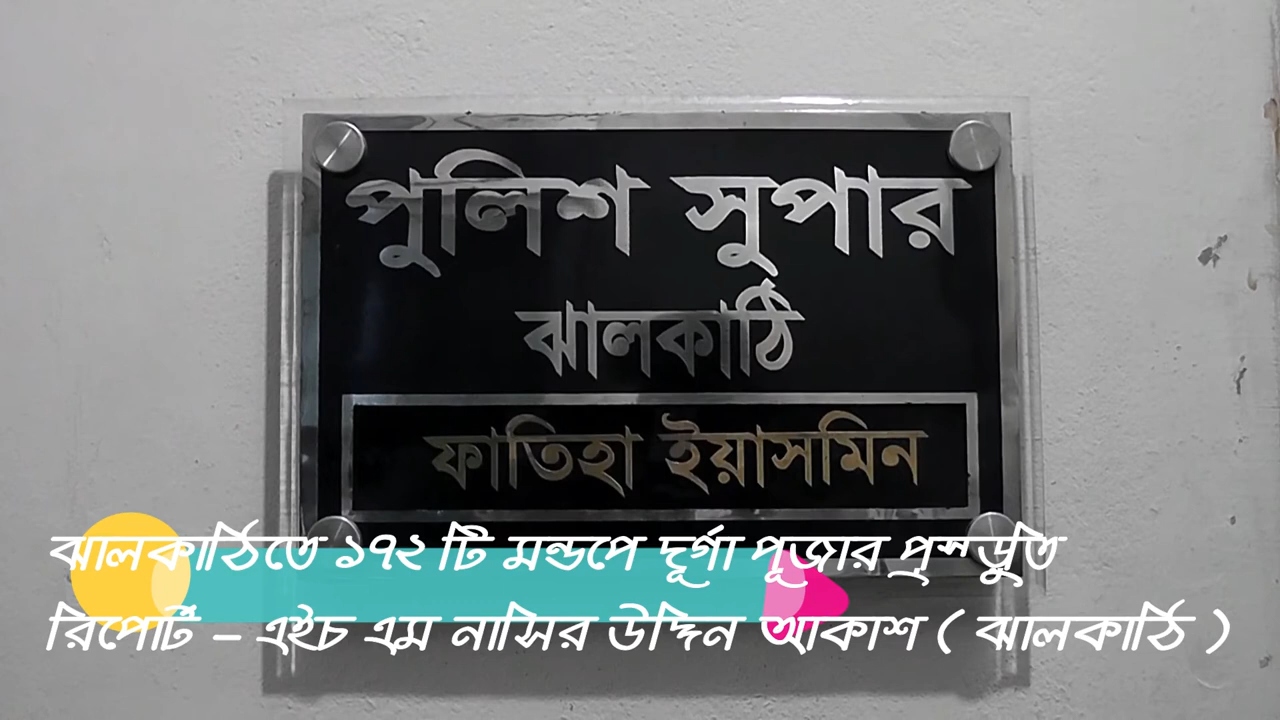 পুলিশ সুপার
ঝালকাঠি
ফাতিহা ইয়াসমিন
ঝালকাঠিতে ১৭২ টি মন্ডপে দূর্গা পূজার প্রস্তুতি
রিপোর্ট – এইচ এম নাসির উদ্দিন আকাশ ( ঝালকাঠি )